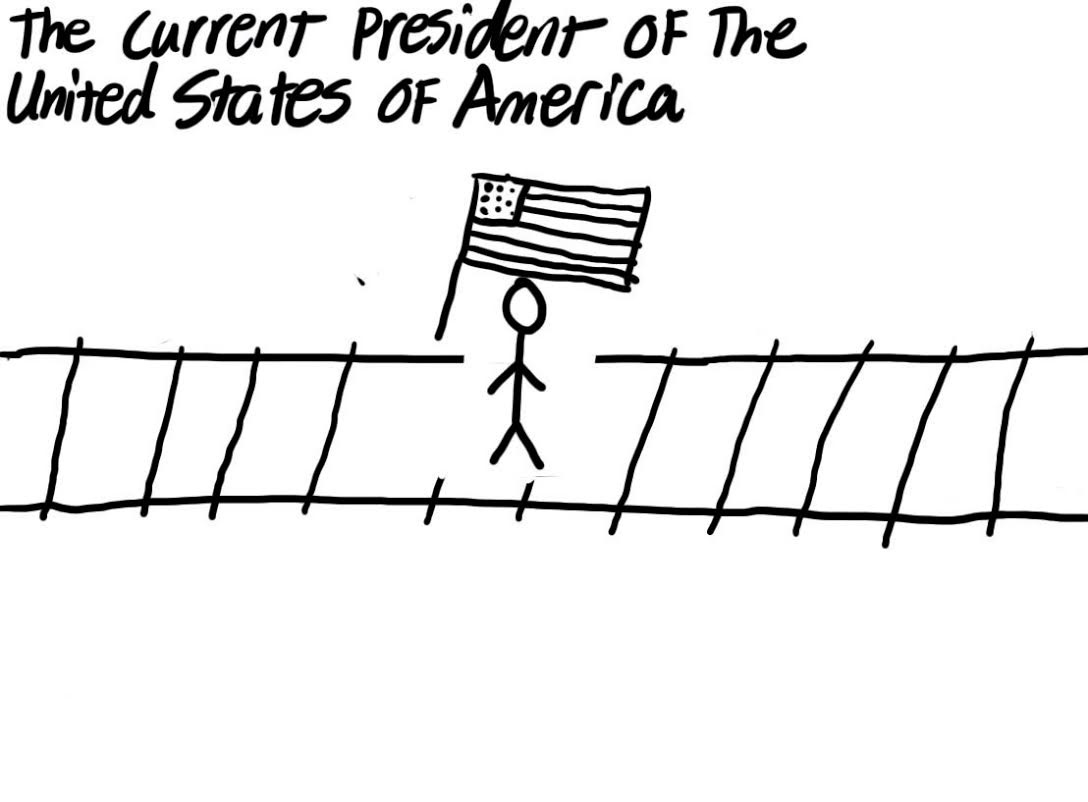 The Current President OF The
United States OF America